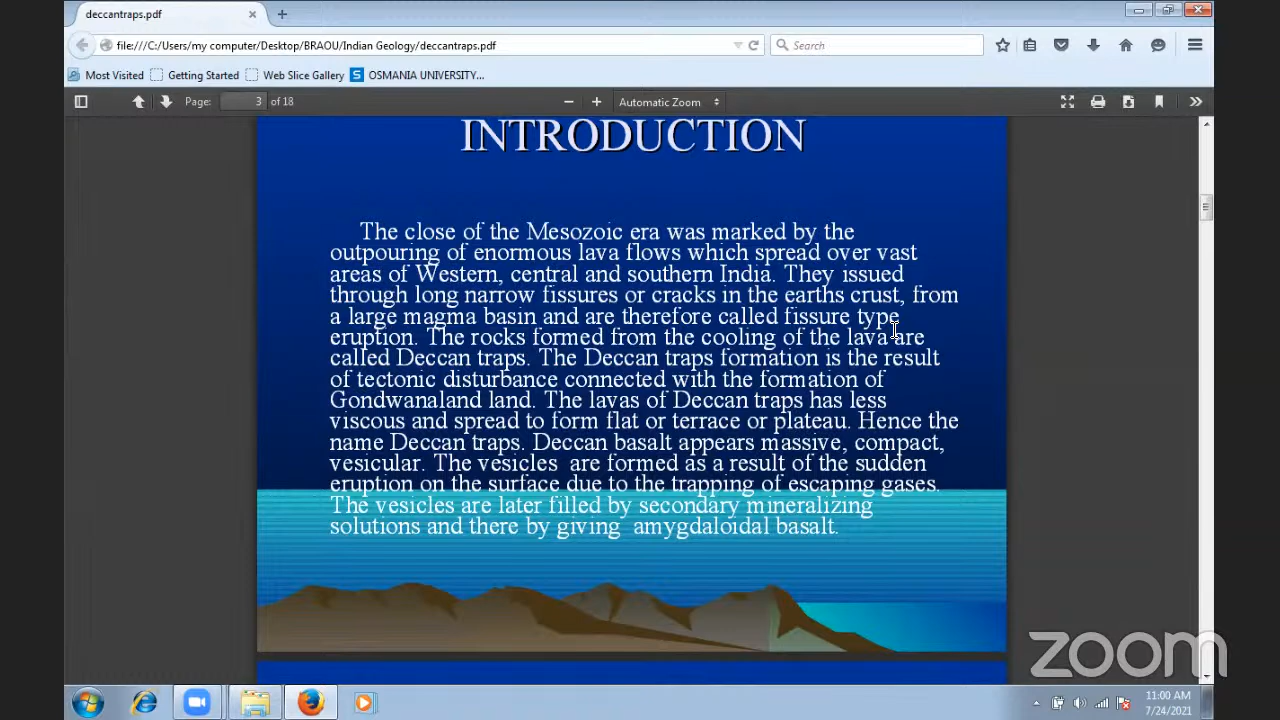 deccantraps.pdf
file:///C:/Users/my computer/Desktop/BRAOU/Indian Geology/deccantraps.pdf
Search
Most Visited
Getting Started
Web Slice Gallery
S OSMANIA UNIVERSITY...
Page: 3 of 18
Automatic Zoom
INTRODUCTION
The close of the Mesozoic era was marked by the
outpouring of enormous lava flows which spread over vast
areas of Western, central and southern India. They issued
through long narrow fissures or cracks in the earths crust, from
a large magma basin and are therefore called fissure type
eruption. The rocks formed from the cooling of the lava are
called Deccan traps. The Deccan traps formation is the result
of tectonic disturbance connected with the formation of
Gondwanaland land. The lavas of Deccan traps has less
viscous and spread to form flat or terrace or plateau. Hence the
name Deccan traps. Deccan basalt appears massive, compact,
vesicular. The vesicles are formed as a result of the sudden
eruption on the surface due to the trapping of escaping gases.
The vesicles are later filled by secondary mineralizing
solutions and there by giving amygdaloidal basalt.
zoom
11:00 AM
7/24/2021